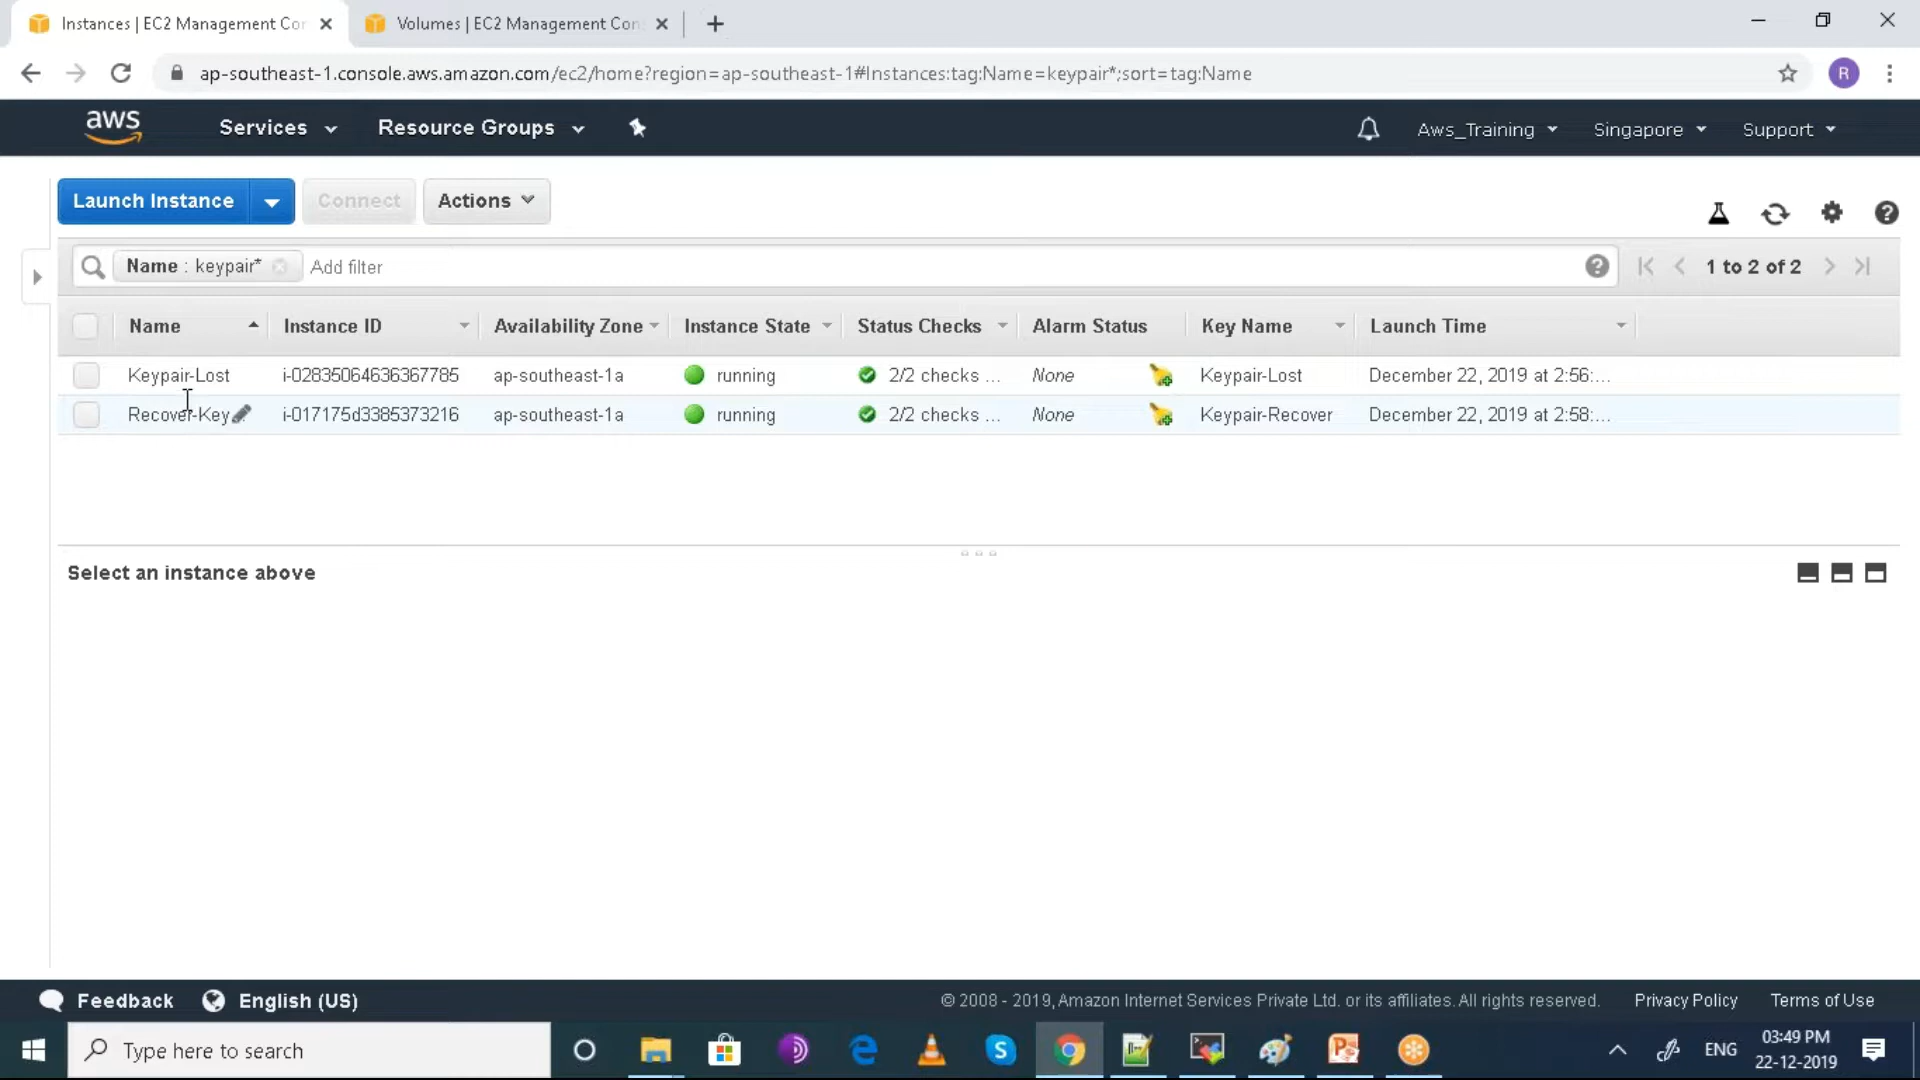 Instances | EC2 Management Con
Volumes | EC2 Management Con
ap-southeast-1.console.aws.amazon.com/ec2/home?region=ap-southeast-1#Instances:tag:Name=keypair*;sort=tag:Name
R
aws
Services
Resource Groups
Aws_Training
Singapore
Support
Launch Instance
Connect
Actions
Name : keypair*
Add filter
1 to 2 of 2
Name Instance ID Availability Zone Instance State Status Checks Alarm Status Key Name Launch Time
Keypair-Lost i-02835064636367785 ap-southeast-1a running 2/2 checks ... None Keypair-Lost December 22, 2019 at 2:56:...
Recover-Key i-017175d3385373216 ap-southeast-1a running 2/2 checks ... None Keypair-Recover December 22, 2019 at 2:58:...
Select an instance above
Feedback
English (US)
© 2008 - 2019, Amazon Internet Services Private Ltd. or its affiliates. All rights reserved.
Privacy Policy
Terms of Use
Type here to search
ENG
03:49 PM
22-12-2019